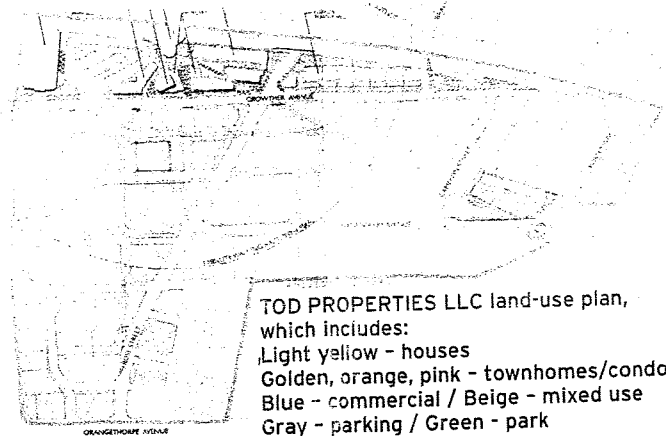 CROWTHER AVENUE
TOD PROPERTIES LLC land-use plan,
which includes:
Light yellow - houses
Golden, orange, pink - townhomes/condo
Blue - commercial / Beige - mixed use
Gray - parking / Green - park
ORANGETHORPE AVENUE